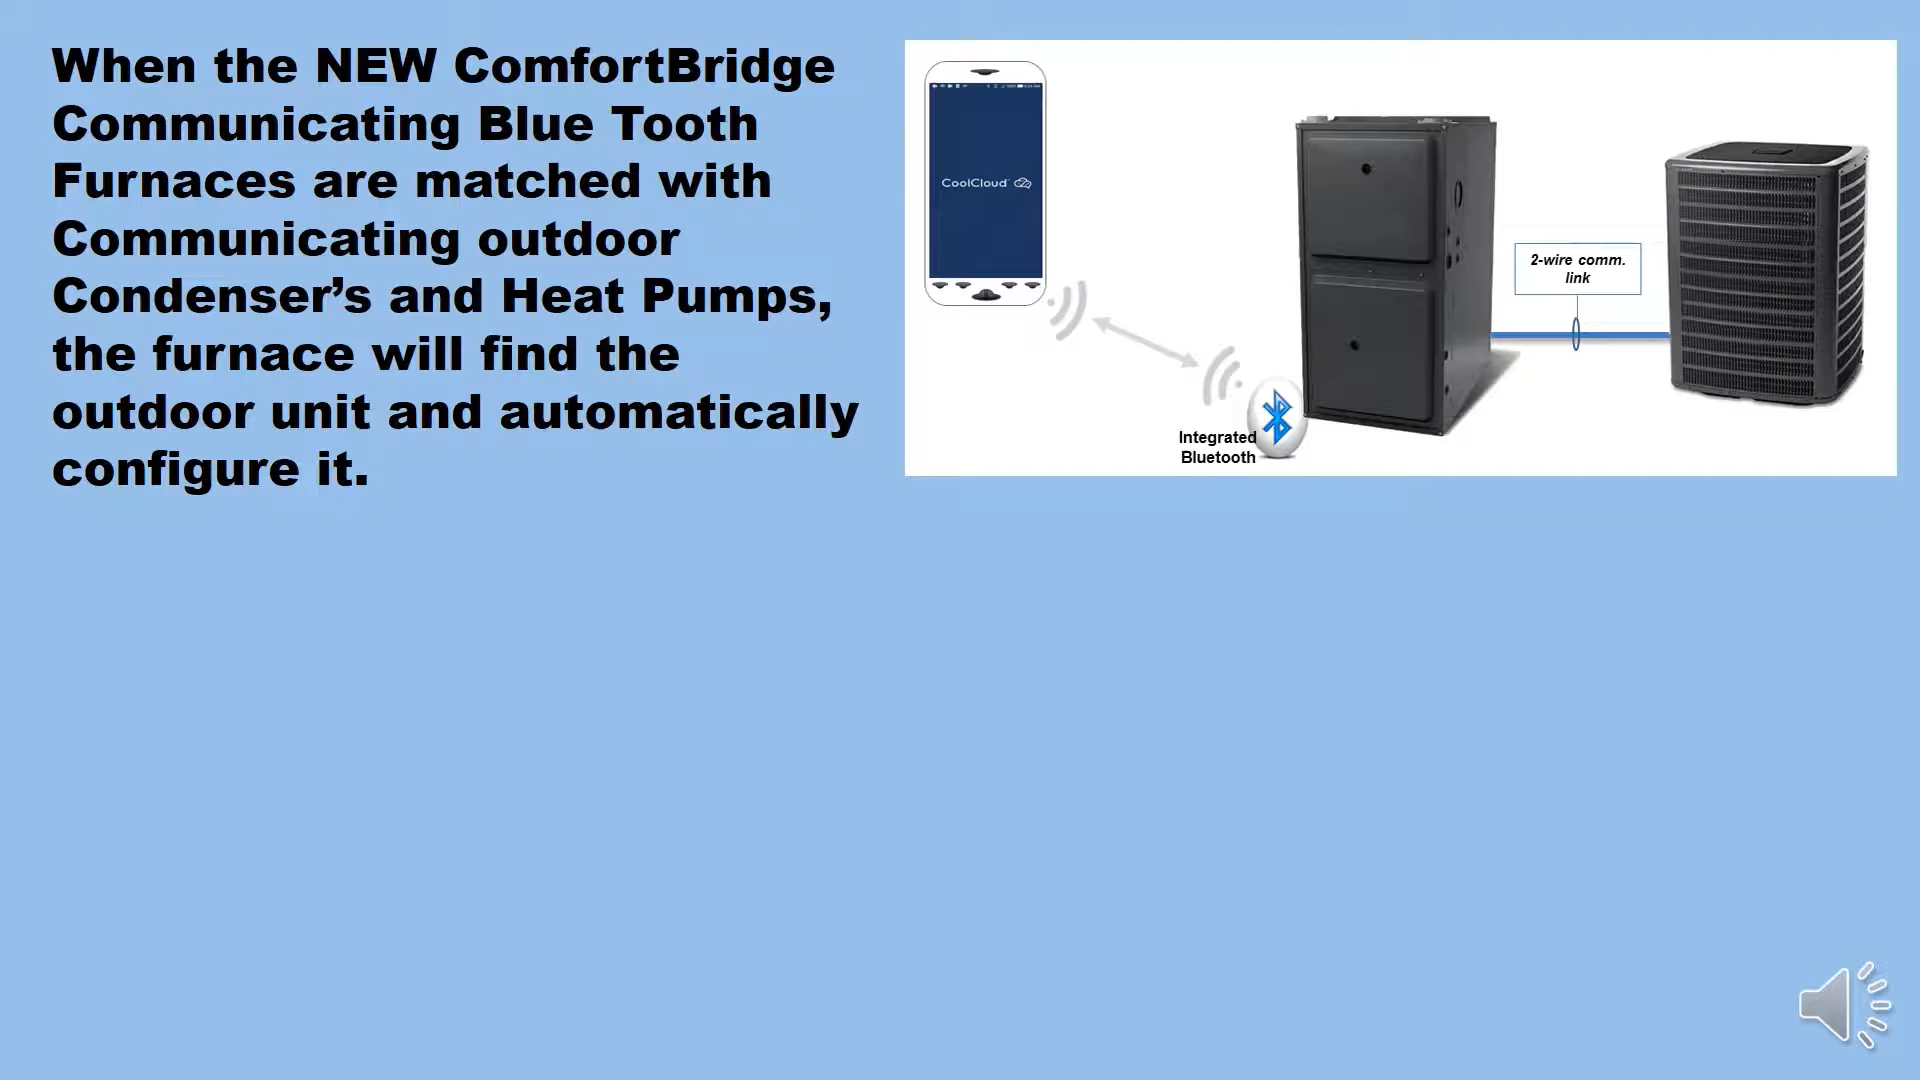 When the NEW ComfortBridge
Communicating Blue Tooth
Furnaces are matched with
Communicating outdoor
Condenser’s and Heat Pumps,
the furnace will find the
outdoor unit and automatically
configure it.
CoolCloud
2-wire comm.
link
Integrated
Bluetooth